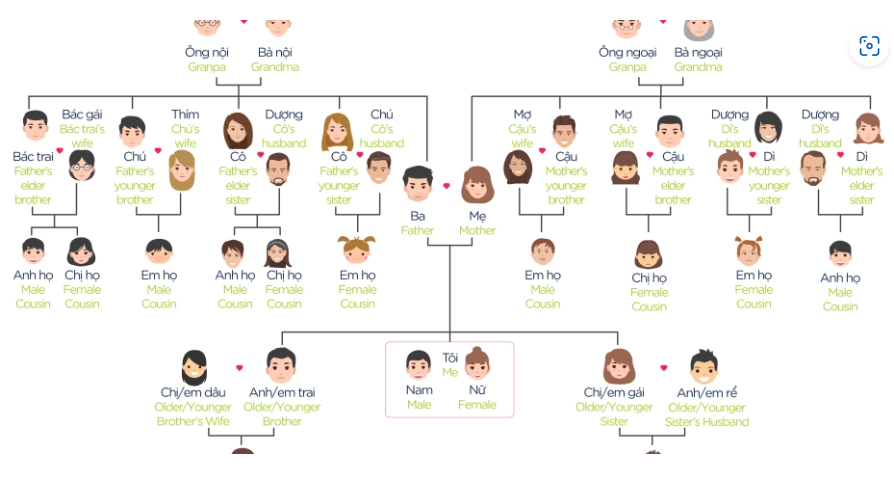 Ông nội
Granpa
Bà nội
Grandma
Ông ngoại
Granpa
Bà ngoại
Grandma
Bác gái
Bác trai's
wife
Bác trai
Father's
elder
brother
Thím
Chú's
wife
Chú
Father's
younger
brother
Dượng
Cô's
husband
Cô
Father's
elder
sister
Chú
Cô's
husband
Cô
Father's
younger
sister
Ba
Father
Mẹ
Mother
Mợ
Cậu's
wife
Cậu
Mother's
younger
brother
Mợ
Cậu's
wife
Cậu
Mother's
elder
brother
Dượng
Dì's
husband
Dì
Mother's
younger
sister
Dượng
Dì's
husband
Dì
Mother's
elder
sister
Anh họ
Male
Cousin
Chị họ
Female
Cousin
Em họ
Male
Cousin
Anh họ
Male
Cousin
Chị họ
Female
Cousin
Em họ
Female
Cousin
Em họ
Male
Cousin
Chị họ
Female
Cousin
Em họ
Female
Cousin
Anh họ
Male
Cousin
Chị/em dâu
Older/Younger
Brother's Wife
Anh/em trai
Older/Younger
Brother
Tôi
Me
Nam
Male
Nữ
Female
Chị/em gái
Older/Younger
Sister
Anh/em rể
Older/Younger
Sister's Husband